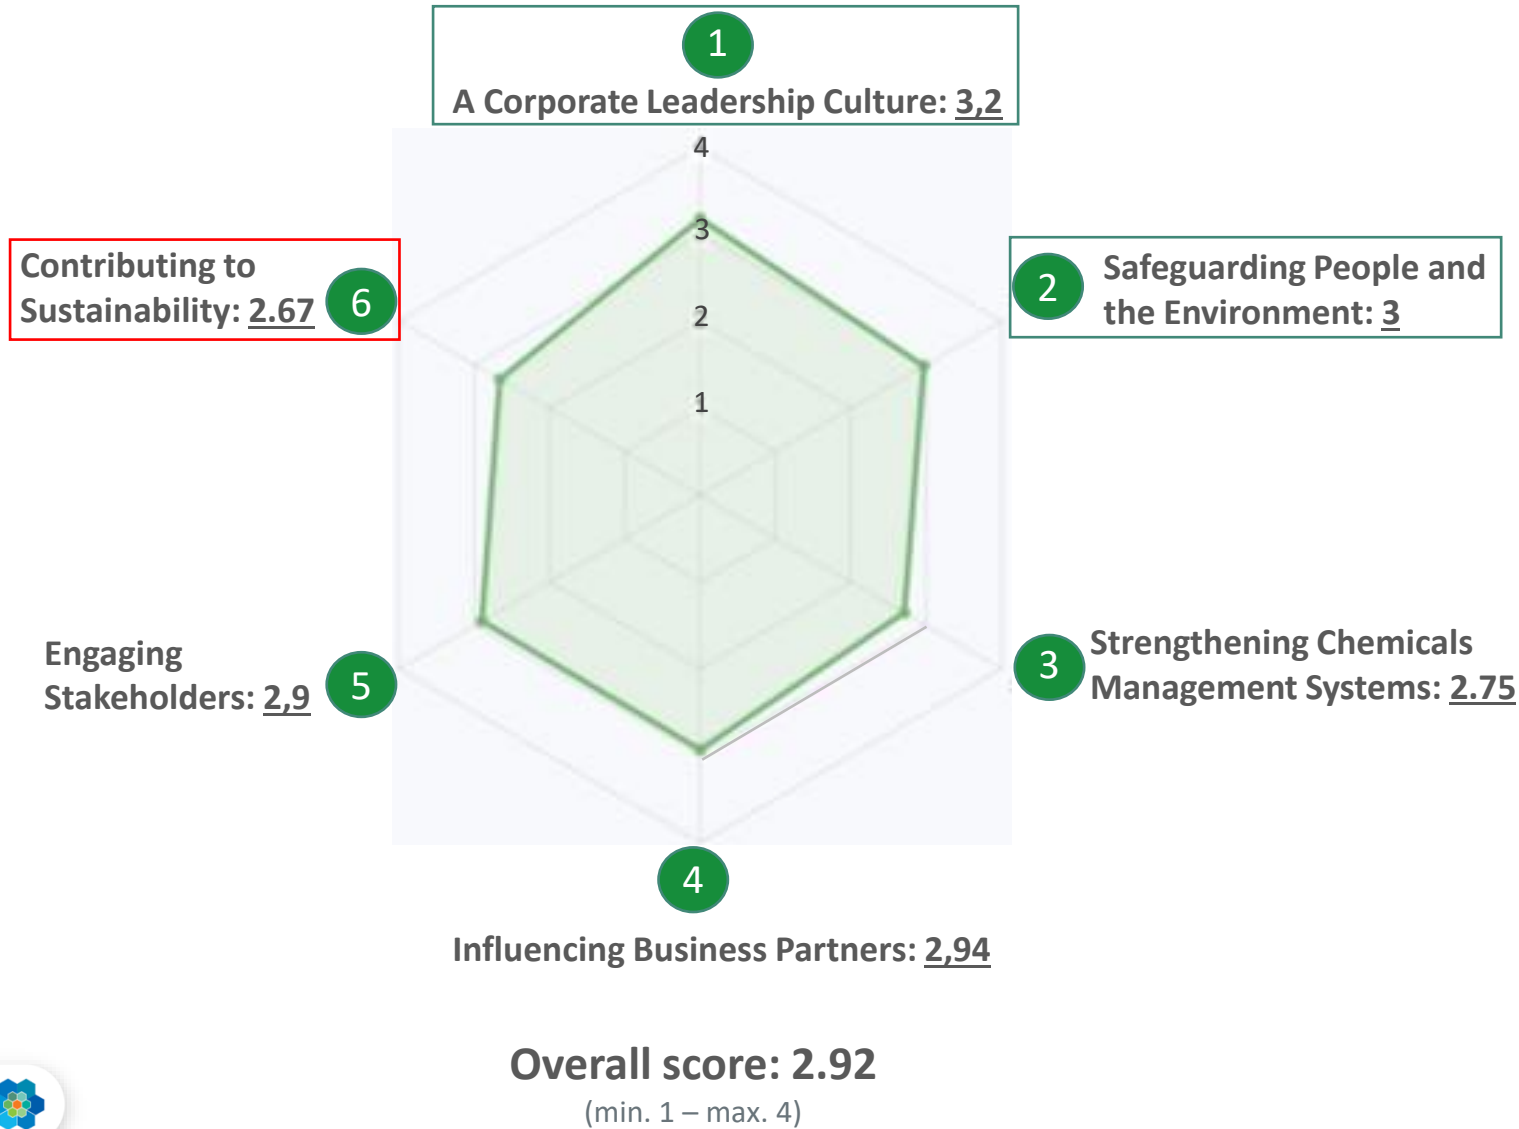 1
A Corporate Leadership Culture: 3,2
4
3
2
1
2
Safeguarding People and
the Environment: 3
3
Strengthening Chemicals
Management Systems: 2.75
4
Influencing Business Partners: 2,94
5
Engaging
Stakeholders: 2,9
6
Contributing to
Sustainability: 2.67
Overall score: 2.92
(min. 1 – max. 4)